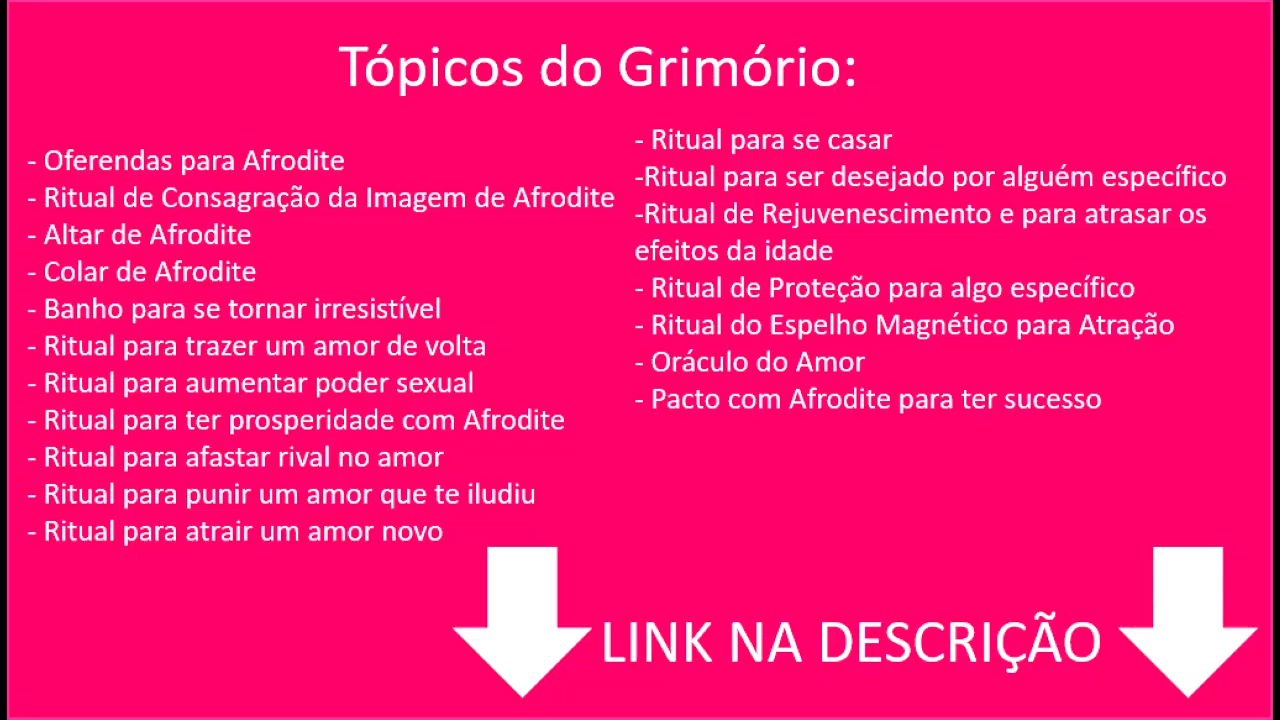 Tópicos do Grimório:
- Oferendas para Afrodite
- Ritual de Consagração da Imagem de Afrodite
- Altar de Afrodite
- Colar de Afrodite
- Banho para se tornar irresistível
- Ritual para trazer um amor de volta
- Ritual para aumentar poder sexual
- Ritual para ter prosperidade com Afrodite
- Ritual para afastar rival no amor
- Ritual para punir um amor que te iludiu
- Ritual para atrair um amor novo
- Ritual para se casar
-Ritual para ser desejado por alguém específico
-Ritual de Rejuvenescimento e para atrasar os
efeitos da idade
- Ritual de Proteção para algo específico
- Ritual do Espelho Magnético para Atração
- Oráculo do Amor
- Pacto com Afrodite para ter sucesso
LINK NA DESCRIÇÃO